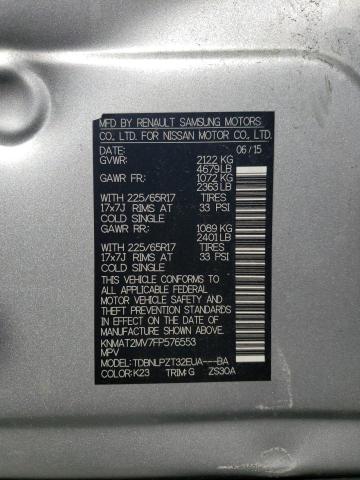 MFD BY RENAULT SAMSUNG MOTORS
CO. LTD. FOR NISSAN MOTOR CO., LTD.
DATE: 06/15
GVWR: 2122 KG
4679 LB
GAWR FR: 1072 KG
2363 LB
WITH 225/65R17 TIRES
17x7J RIMS AT 33 PSI
COLD SINGLE
GAWR RR: 1089 KG
2401 LB
WITH 225/65R17 TIRES
17x7J RIMS AT 33 PSI
COLD SINGLE
THIS VEHICLE CONFORMS TO ALL
APPLICABLE U.S. FEDERAL
MOTOR VEHICLE SAFETY,
BUMPER, AND THEFT PREVENTION
STANDARDS IN EFFECT ON THE
DATE OF MANUFACTURE
SHOWN ABOVE.
KNMAT2MV7FP576553
MPV
MODEL: TDBNLPZT32EUA---BA
COLOR: K23 TRIM: G ZS30A